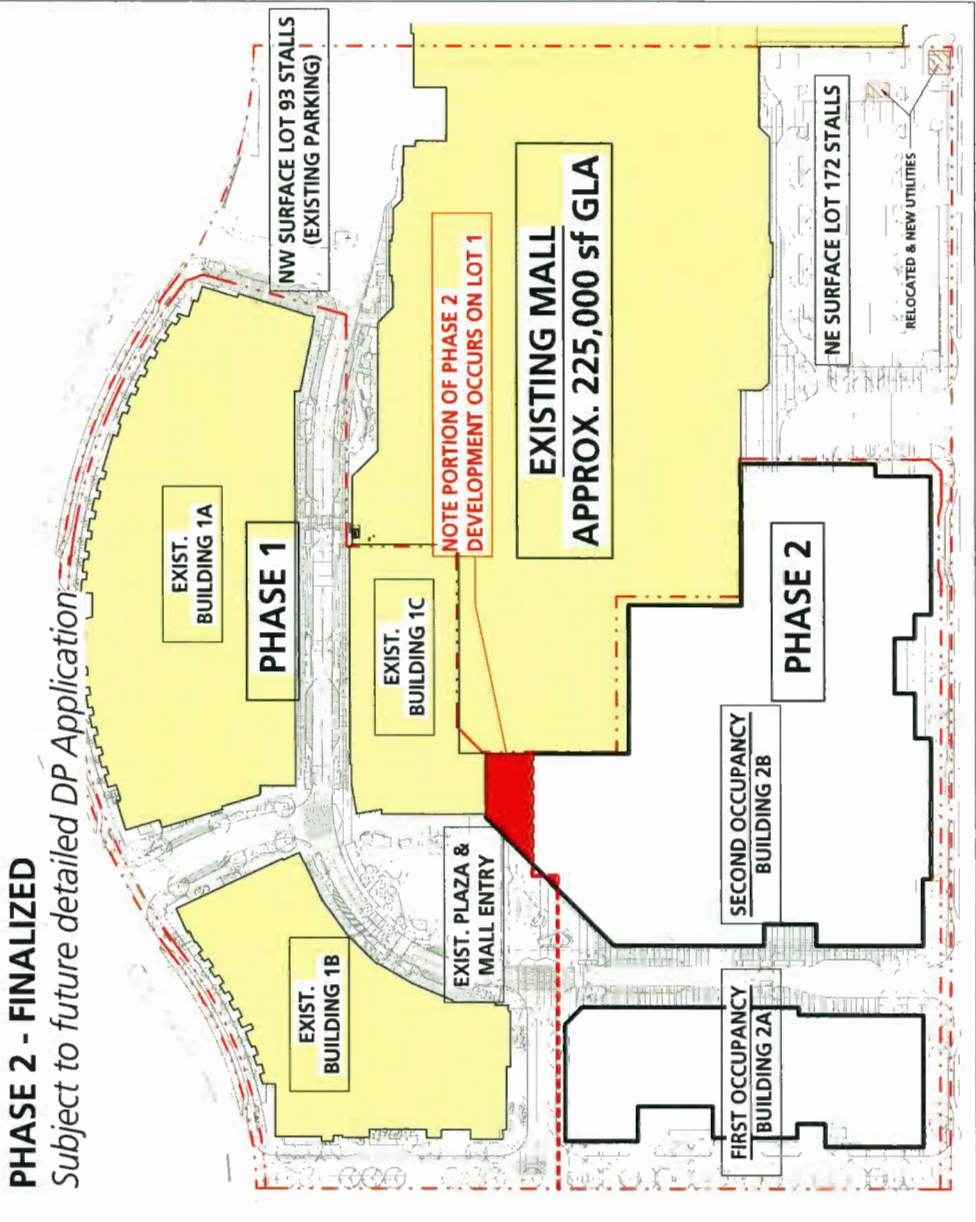 PHASE 2 - FINALIZED
Subject to future detailed DP Application
NW SURFACE LOT 93 STALLS
(EXISTING PARKING)
EXIST.
BUILDING 1A
PHASE 1
EXIST.
BUILDING 1C
EXIST.
BUILDING 1B
NOTE PORTION OF PHASE 2
DEVELOPMENT OCCURS ON LOT 1
EXISTING MALL
APPROX. 225,000 sf GLA
EXIST. PLAZA &
MALL ENTRY
NE SURFACE LOT 172 STALLS
RELOCATED & NEW UTILITIES
PHASE 2
SECOND OCCUPANCY
BUILDING 2B
FIRST OCCUPANCY
BUILDING 2A